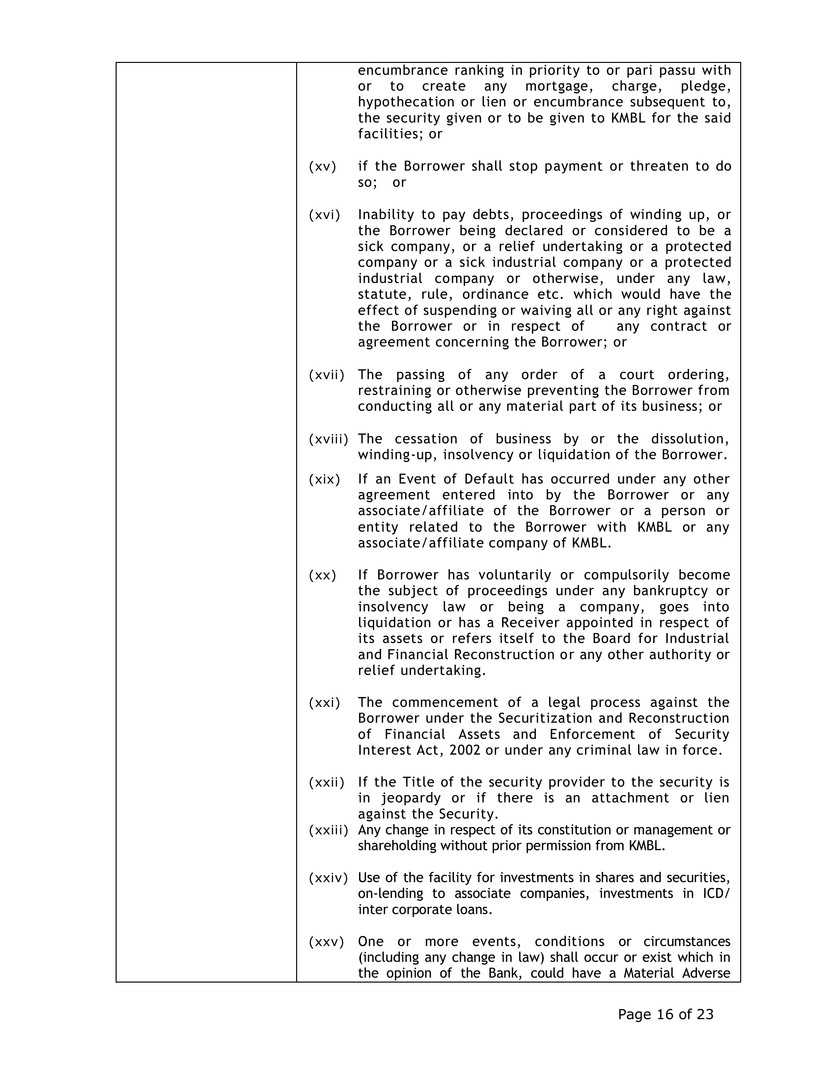 encumbrance ranking in priority to or pari passu with
or to create any mortgage, charge, pledge,
hypothecation or lien or encumbrance subsequent to,
the security given or to be given to KMBL for the said
facilities; or
(xv) if the Borrower shall stop payment or threaten to do
so; or
(xvi) Inability to pay debts, proceedings of winding up, or
the Borrower being declared or considered to be a
sick company, or a relief undertaking or a protected
company or a sick industrial company or a protected
industrial company or otherwise, under any law,
statute, rule, ordinance etc. which would have the
effect of suspending or waiving all or any right against
the Borrower or in respect of any contract or
agreement concerning the Borrower; or
(xvii) The passing of any order of a court ordering,
restraining or otherwise preventing the Borrower from
conducting all or any material part of its business; or
(xviii) The cessation of business by or the dissolution,
winding-up, insolvency or liquidation of the Borrower.
(xix) If an Event of Default has occurred under any other
agreement entered into by the Borrower or any
associate/affiliate of the Borrower or a person or
entity related to the Borrower with KMBL or any
associate/affiliate company of KMBL.
(xx) If Borrower has voluntarily or compulsorily become
the subject of proceedings under any bankruptcy or
insolvency law or being a company, goes into
liquidation or has a Receiver appointed in respect of
its assets or refers itself to the Board for Industrial
and Financial Reconstruction or any other authority or
relief undertaking.
(xxi) The commencement of a legal process against the
Borrower under the Securitization and Reconstruction
of Financial Assets and Enforcement of Security
Interest Act, 2002 or under any criminal law in force.
(xxii) If the Title of the security provider to the security is
in jeopardy or if there is an attachment or lien
against the Security.
(xxiii) Any change in respect of its constitution or management or
shareholding without prior permission from KMBL.
(xxiv) Use of the facility for investments in shares and securities,
on-lending to associate companies, investments in ICD/
inter corporate loans.
(xxv) One or more events, conditions or circumstances
(including any change in law) shall occur or exist which in
the opinion of the Bank, could have a Material Adverse
Page 16 of 23